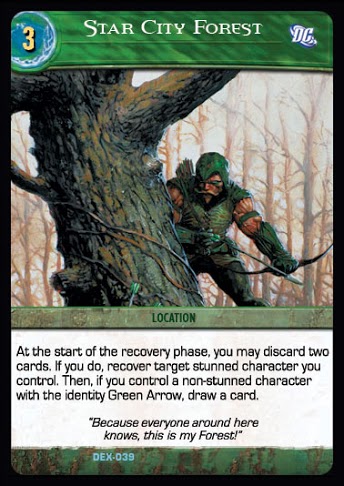 3
STAR CITY FOREST
DC
LOCATION
At the start of the recovery phase, you may discard two
cards. If you do, recover target stunned character you
control. Then, if you control a non-stunned character
with the identity Green Arrow, draw a card.
"Because everyone around here
knows, this is my Forest!"
DEX-039